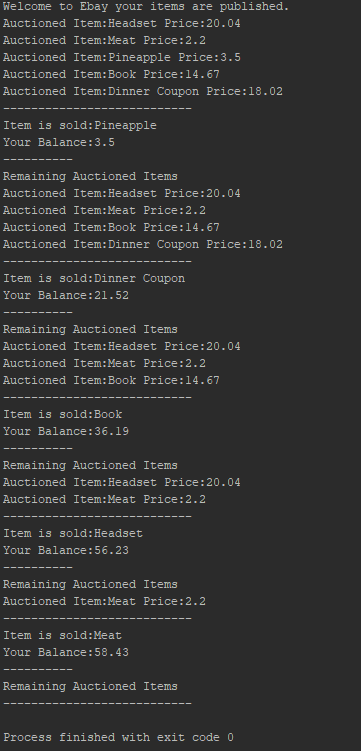 Welcome to Ebay your items are published.
Auctioned Item:Headset Price:20.04
Auctioned Item:Meat Price:2.2
Auctioned Item:Pineapple Price:3.5
Auctioned Item:Book Price:14.67
Auctioned Item:Dinner Coupon Price:18.02
---------------------------
Item is sold:Pineapple
Your Balance:3.5
----------
Remaining Auctioned Items
Auctioned Item:Headset Price:20.04
Auctioned Item:Meat Price:2.2
Auctioned Item:Book Price:14.67
Auctioned Item:Dinner Coupon Price:18.02
---------------------------
Item is sold:Dinner Coupon
Your Balance:21.52
----------
Remaining Auctioned Items
Auctioned Item:Headset Price:20.04
Auctioned Item:Meat Price:2.2
Auctioned Item:Book Price:14.67
---------------------------
Item is sold:Book
Your Balance:36.19
----------
Remaining Auctioned Items
Auctioned Item:Headset Price:20.04
Auctioned Item:Meat Price:2.2
---------------------------
Item is sold:Headset
Your Balance:56.23
----------
Remaining Auctioned Items
Auctioned Item:Meat Price:2.2
---------------------------
Item is sold:Meat
Your Balance:58.43
----------
Remaining Auctioned Items
---------------------------
Process finished with exit code 0